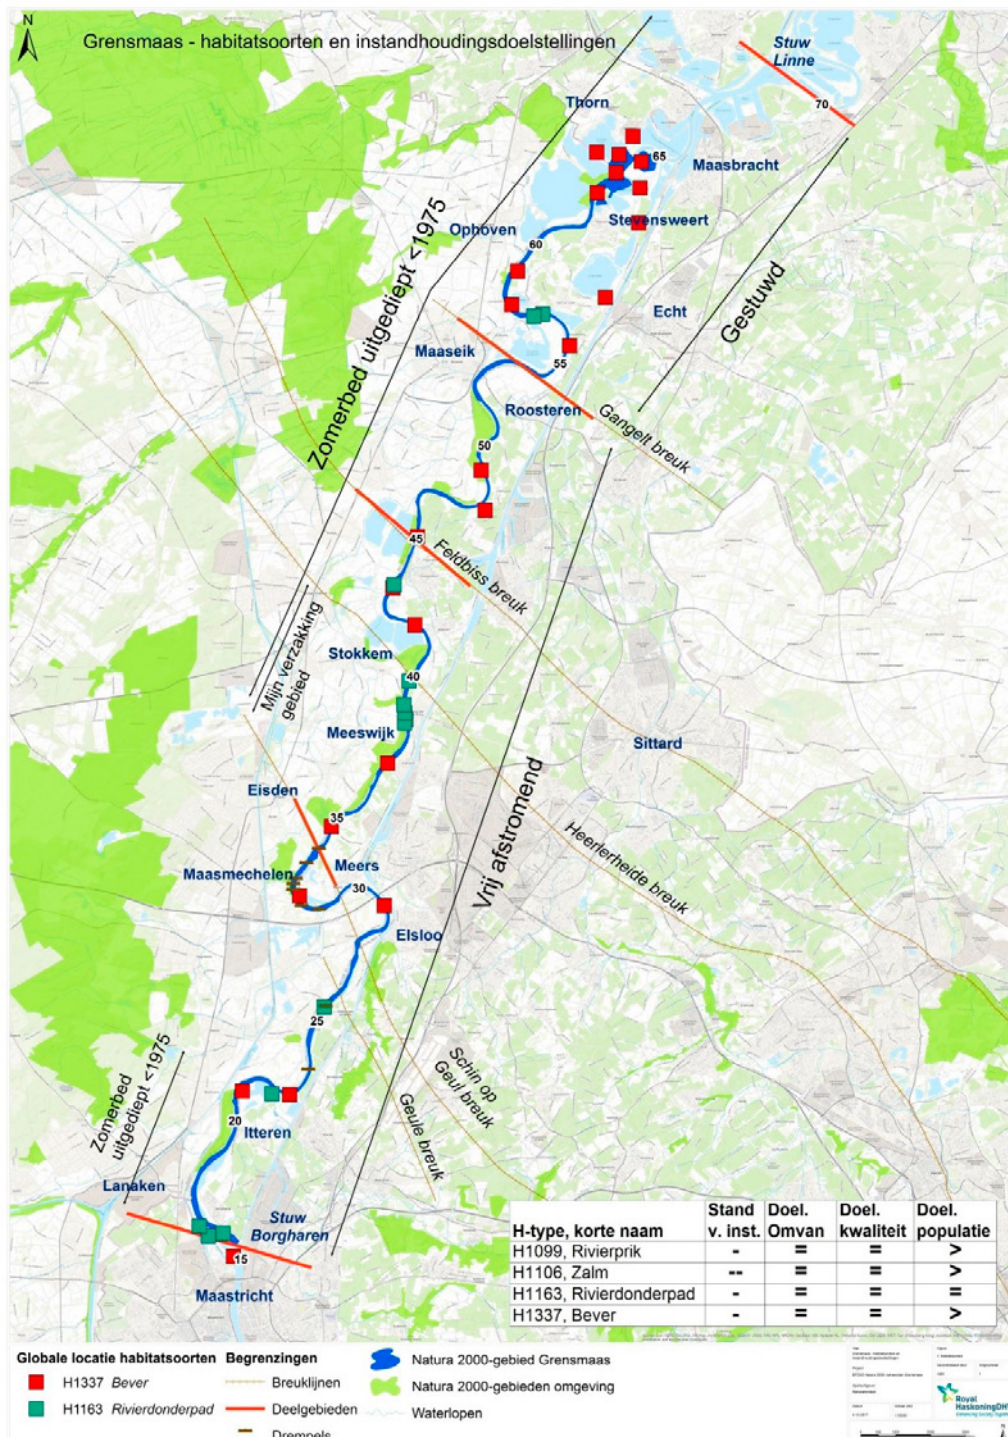 N
Grensmaas - habitatsoorten en instandhoudingsdoelstellingen
Stuw
Linne
70
Thorn
65
Maasbracht
Stevensweert
Ophoven
60
Zomerbed uitgediept <1975
Gestuwd
Echt
Maaseik
55
Roosteren
Gangelt breuk
50
45
Feldbiss breuk
Mijn verzakking
gebied
Stokkem
40
Meeswijk
Sittard
Vrij afstromend
Eisden
35
Heerlerheide breuk
Maasmechelen
Meers
30
Elsloo
25
Schin op
Geul breuk
Geule breuk
Zomerbed
uitgediept <1975
20
Itteren
Lanaken
Stuw
Borgharen
15
Maastricht
H-type, korte naam Stand v. inst. Doel. Omvan Doel. kwaliteit Doel. populatie
H1099, Rivierprik - = = >
H1106, Zalm -- = = >
H1163, Rivierdonderpad - = = =
H1337, Bever - = = >
Globale locatie habitatsoorten
H1337 Bever
H1163 Rivierdonderpad
Begrenzingen
Breuklijnen
Deelgebieden
Drempels
Natura 2000-gebied Grensmaas
Natura 2000-gebieden omgeving
Waterlopen
Royal
HaskoningDHV
Enhancing Society Together